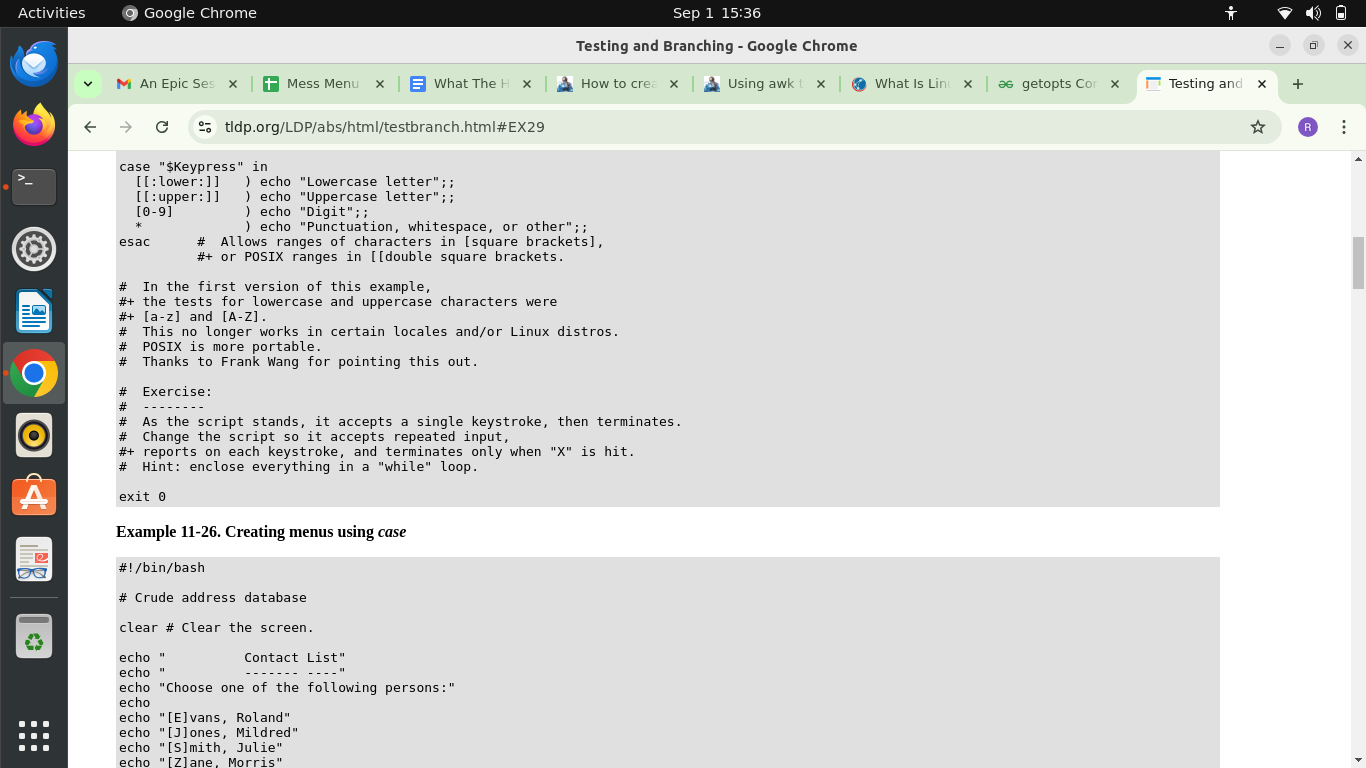 Activities
Google Chrome
Sep 1 15:36
Testing and Branching - Google Chrome
An Epic Ses
Mess Menu
What The H
How to crea
Using awk t
What Is Lin
getopts Cor
Testing and
tldp.org/LDP/abs/html/testbranch.html#EX29
R
case "$Keypress" in
  [[:lower:]]   ) echo "Lowercase letter";;
  [[:upper:]]   ) echo "Uppercase letter";;
  [0-9]         ) echo "Digit";;
  *             ) echo "Punctuation, whitespace, or other";;
esac      #  Allows ranges of characters in [square brackets],
          #+ or POSIX ranges in [[double square brackets.
#  In the first version of this example,
#+ the tests for lowercase and uppercase characters were
#+ [a-z] and [A-Z].
#  This no longer works in certain locales and/or Linux distros.
#  POSIX is more portable.
#  Thanks to Frank Wang for pointing this out.
#  Exercise:
#  --------
#  As the script stands, it accepts a single keystroke, then terminates.
#  Change the script so it accepts repeated input,
#+ reports on each keystroke, and terminates only when "X" is hit.
#  Hint: enclose everything in a "while" loop.
exit 0
Example 11-26. Creating menus using case
#!/bin/bash
# Crude address database
clear # Clear the screen.
echo "          Contact List"
echo "          ------- ----"
echo "Choose one of the following persons:"
echo
echo "[E]vans, Roland"
echo "[J]ones, Mildred"
echo "[S]mith, Julie"
echo "[Z]ane, Morris"